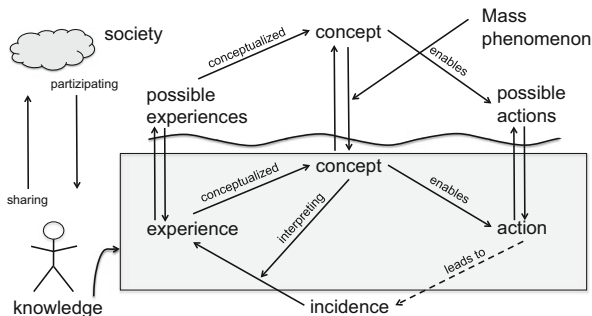 society
partizipating
sharing
knowledge
conceptualized
concept
enables
Mass
phenomenon
possible
experiences
possible
actions
conceptualized
concept
enables
interpreting
experience
action
leads to
incidence